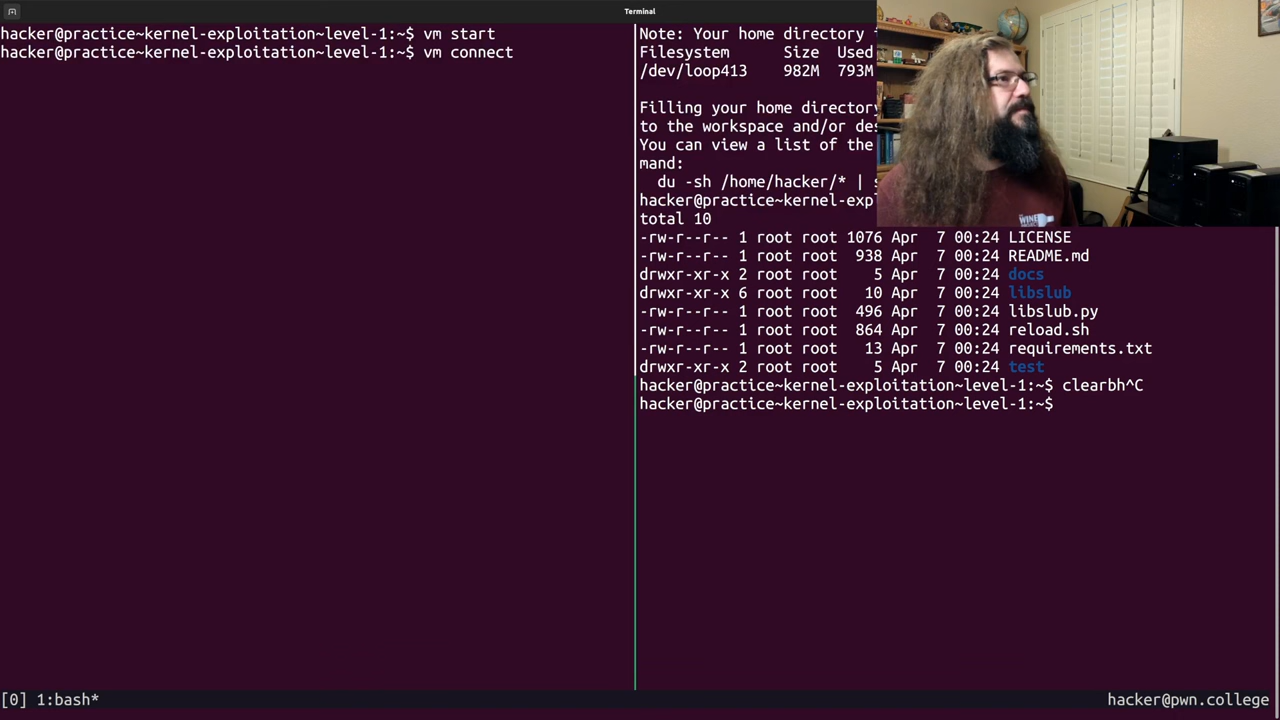 Terminal
hacker@practice~kernel-exploitation~level-1:~$ vm start
hacker@practice~kernel-exploitation~level-1:~$ vm connect
Note: Your home directory
Filesystem      Size  Used
/dev/loop413    982M  793M
Filling your home directory
to the workspace and/or des
You can view a list of the
mand:
  du -sh /home/hacker/* | s
hacker@practice~kernel-expl
total 10
-rw-r--r-- 1 root root 1076 Apr  7 00:24 LICENSE
-rw-r--r-- 1 root root  938 Apr  7 00:24 README.md
drwxr-xr-x 2 root root    5 Apr  7 00:24 docs
drwxr-xr-x 6 root root   10 Apr  7 00:24 libslub
-rw-r--r-- 1 root root  496 Apr  7 00:24 libslub.py
-rw-r--r-- 1 root root  864 Apr  7 00:24 reload.sh
-rw-r--r-- 1 root root   13 Apr  7 00:24 requirements.txt
drwxr-xr-x 2 root root    5 Apr  7 00:24 test
hacker@practice~kernel-exploitation~level-1:~$ clearbh^C
hacker@practice~kernel-exploitation~level-1:~$
WINE
[0] 1:bash*
hacker@pwn.college